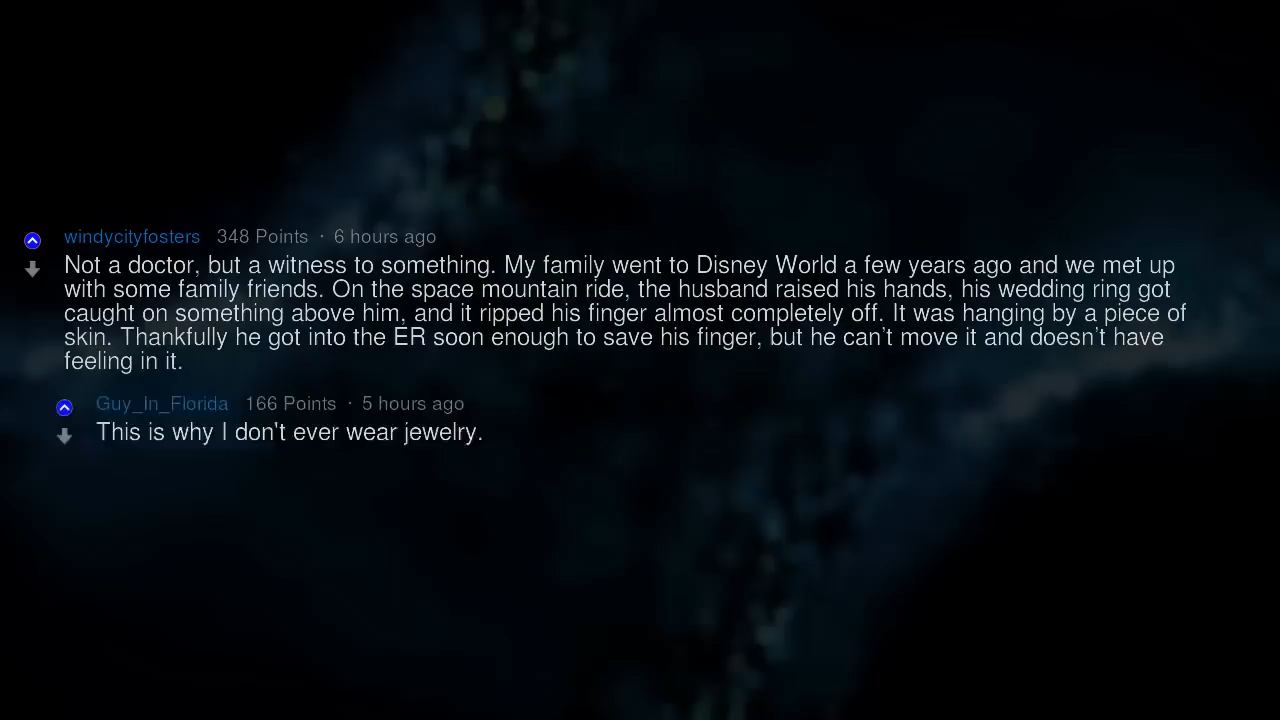 windycityfosters 348 Points · 6 hours ago
Not a doctor, but a witness to something. My family went to Disney World a few years ago and we met up
with some family friends. On the space mountain ride, the husband raised his hands, his wedding ring got
caught on something above him, and it ripped his finger almost completely off. It was hanging by a piece of
skin. Thankfully he got into the ER soon enough to save his finger, but he can’t move it and doesn’t have
feeling in it.
Guy_In_Florida 166 Points · 5 hours ago
This is why I don't ever wear jewelry.